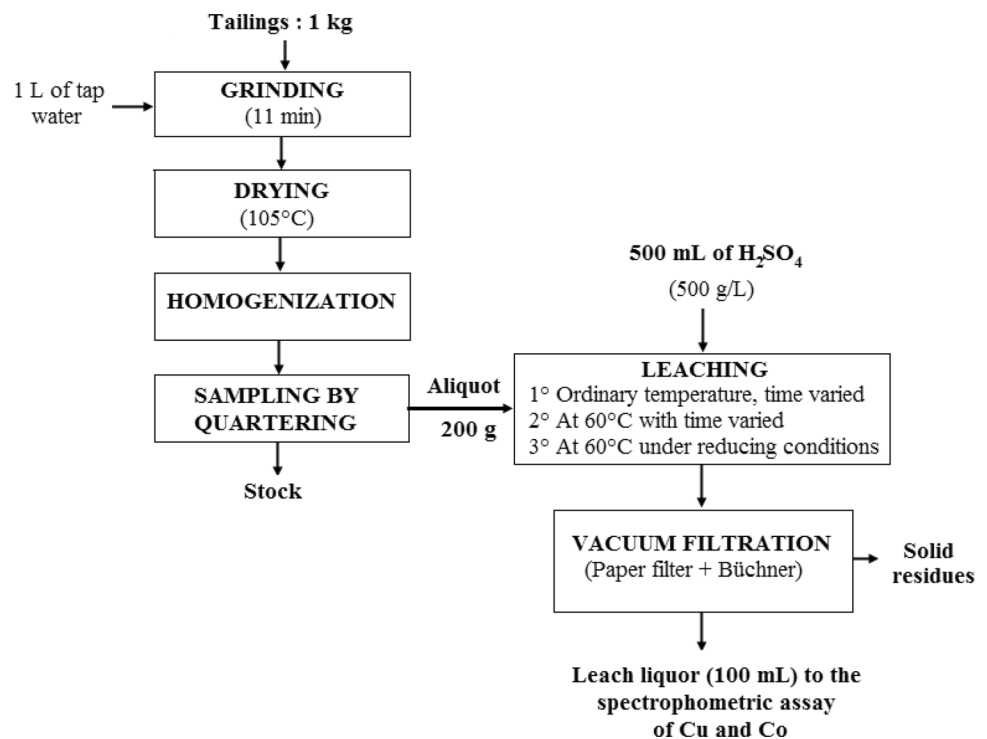 Tailings : 1 kg
1 L of tap
water
GRINDING
(11 min)
DRYING
(105°C)
HOMOGENIZATION
SAMPLING BY
QUARTERING
Stock
Aliquot
200 g
500 mL of H₂SO₄
(500 g/L)
LEACHING
1° Ordinary temperature, time varied
2° At 60°C with time varied
3° At 60°C under reducing conditions
VACUUM FILTRATION
(Paper filter + Büchner)
Solid
residues
Leach liquor (100 mL) to the
spectrophometric assay
of Cu and Co